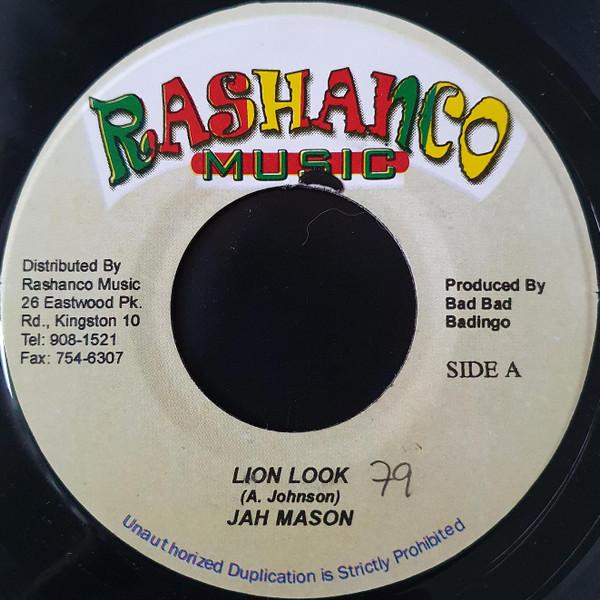 RASHANCO
MUSIC
Distributed By
Rashanco Music
26 Eastwood Pk.
Rd., Kingston 10
Tel: 908-1521
Fax: 754-6307
Produced By
Bad Bad
Badingo
SIDE A
LION LOOK 79
(A. Johnson)
JAH MASON
Unauthorized Duplication is Strictly Prohibited